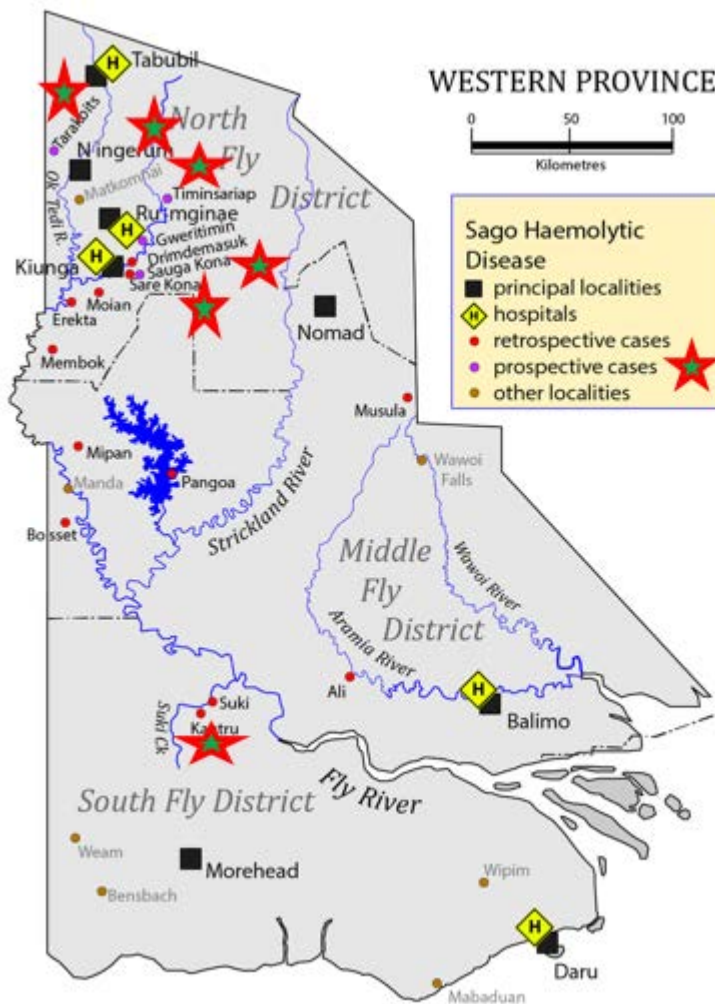 WESTERN PROVINCE
0 50 100
Kilometres
Sago Haemolytic
Disease
principal localities
H hospitals
retrospective cases
prospective cases
other localities
H
Tabubil
Tarakbits
North
Fly
District
Ningerum
Matkomnai
Ok Tedi R.
Timinsariap
Rumginae
H
Gweritimin
Drimdemasuk
H
Kiunga
Sauga Kona
Sare Kona
Moian
Erekta
Nomad
Membok
Musula
Mipan
Pangoa
Manda
Wawoi
Falls
Boisset
Strickland River
Middle
Fly
District
Wawoi River
Aramia River
Ali
H
Balimo
Suki
Suki Ck
Fly River
South Fly District
Weam
Morehead
Bensbach
Wipim
H
Daru
Mabaduan